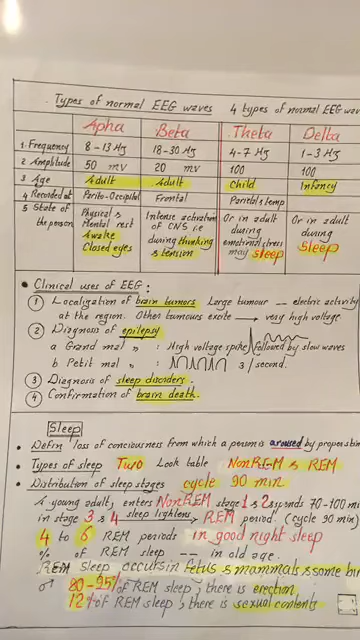 Types of normal EEG waves 4 types of normal EEG wav
Apha Beta Theta Delta
1. Frequency 8-13 Hz 18-30 Hz 4-7 Hz 1-3 Hz
2 Amplitude 50 mv 20 mv 100 100
3 Age Adult Adult Child Infancy
4 Recorded at Parito-Occipital Frontal Parietal & temp
5 State of the person Physical & Mental rest Awake Closed eyes Intense activation of CNS i.e during thinking & tension Or in adult during emotional stress may sleep Or in adult during Sleep
• Clinical uses of EEG :
① Localization of brain tumors Large tumour — electric activity
at the region. Other tumours excite → very high voltage
② Diagnosis of epilepsy
a Grand mal " : High voltage spike followed by slow waves
b Petit mal " : 3/second.
③ Diagnosis of sleep disorders.
④ Confirmation of brain death.
Sleep
• Defin loss of conciousness from which a person is aroused by proper stim
• Types of sleep Two Look table NonREM & REM
• Distribution of sleep stages cycle 90 min
A young adult, enters NonREM stage 1 & 2 spends 70-100 m
in stage 3 & 4 sleep lightens → REM period. (cycle 90 min)
4 to 6 REM periods in good night sleep
% of REM sleep -- in old age.
REM sleep occurs in fetus & mammals & some bir
of REM sleep, there is erection
12% of REM sleep, there is sexual contents